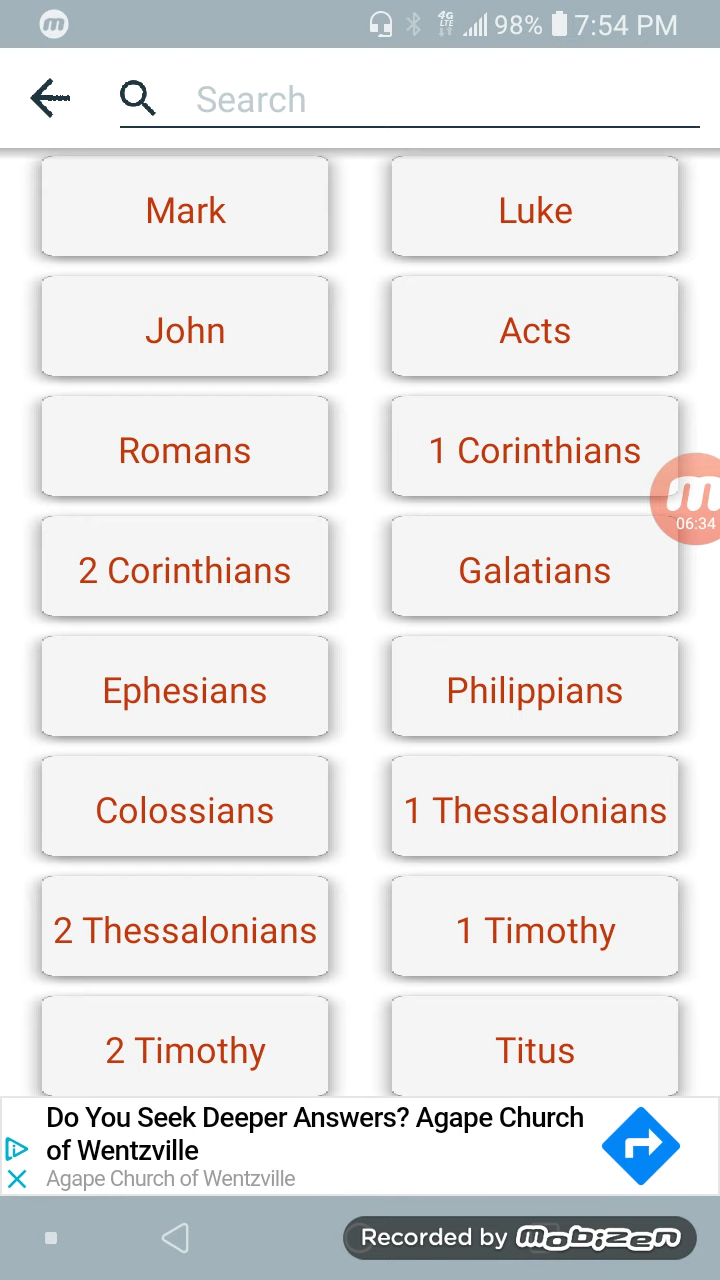 4G LTE 98% 7:54 PM
Search
Mark
Luke
John
Acts
Romans
1 Corinthians
06:34
2 Corinthians
Galatians
Ephesians
Philippians
Colossians
1 Thessalonians
2 Thessalonians
1 Timothy
2 Timothy
Titus
Do You Seek Deeper Answers? Agape Church
of Wentzville
Agape Church of Wentzville
Recorded by mobizen